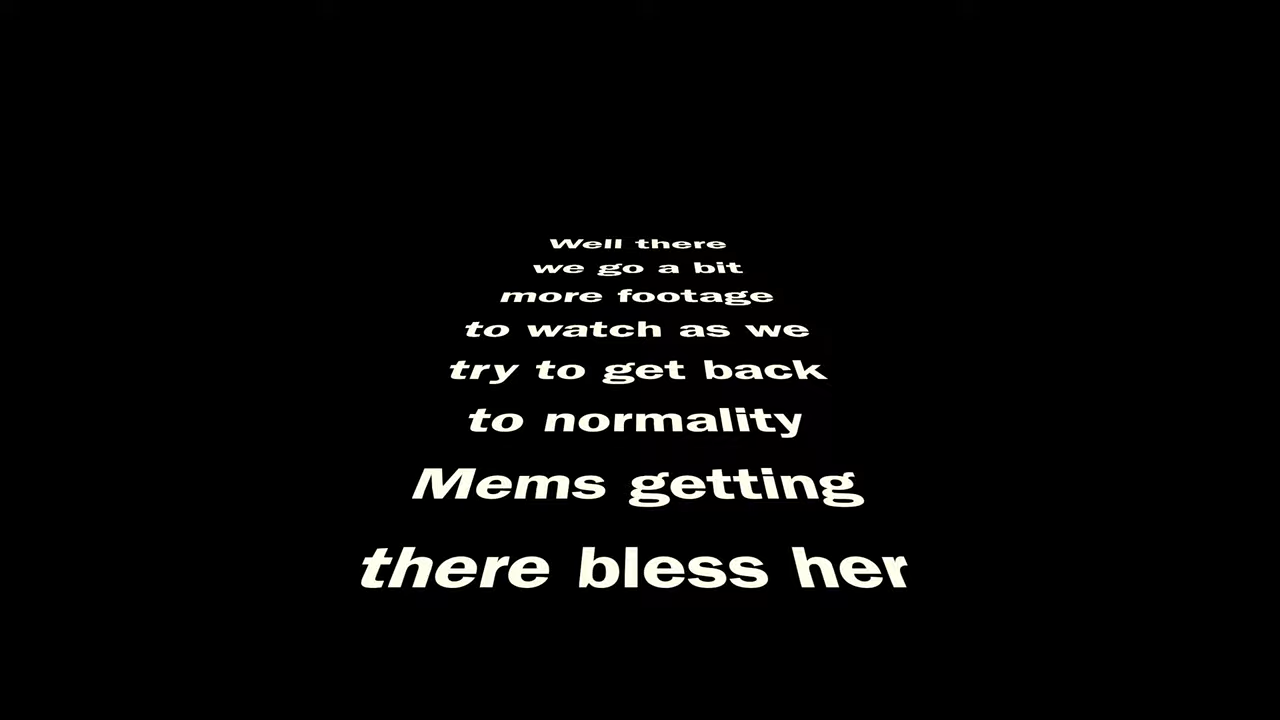 Well there
we go a bit
more footage
to watch as we
try to get back
to normality
Mems getting
there bless her